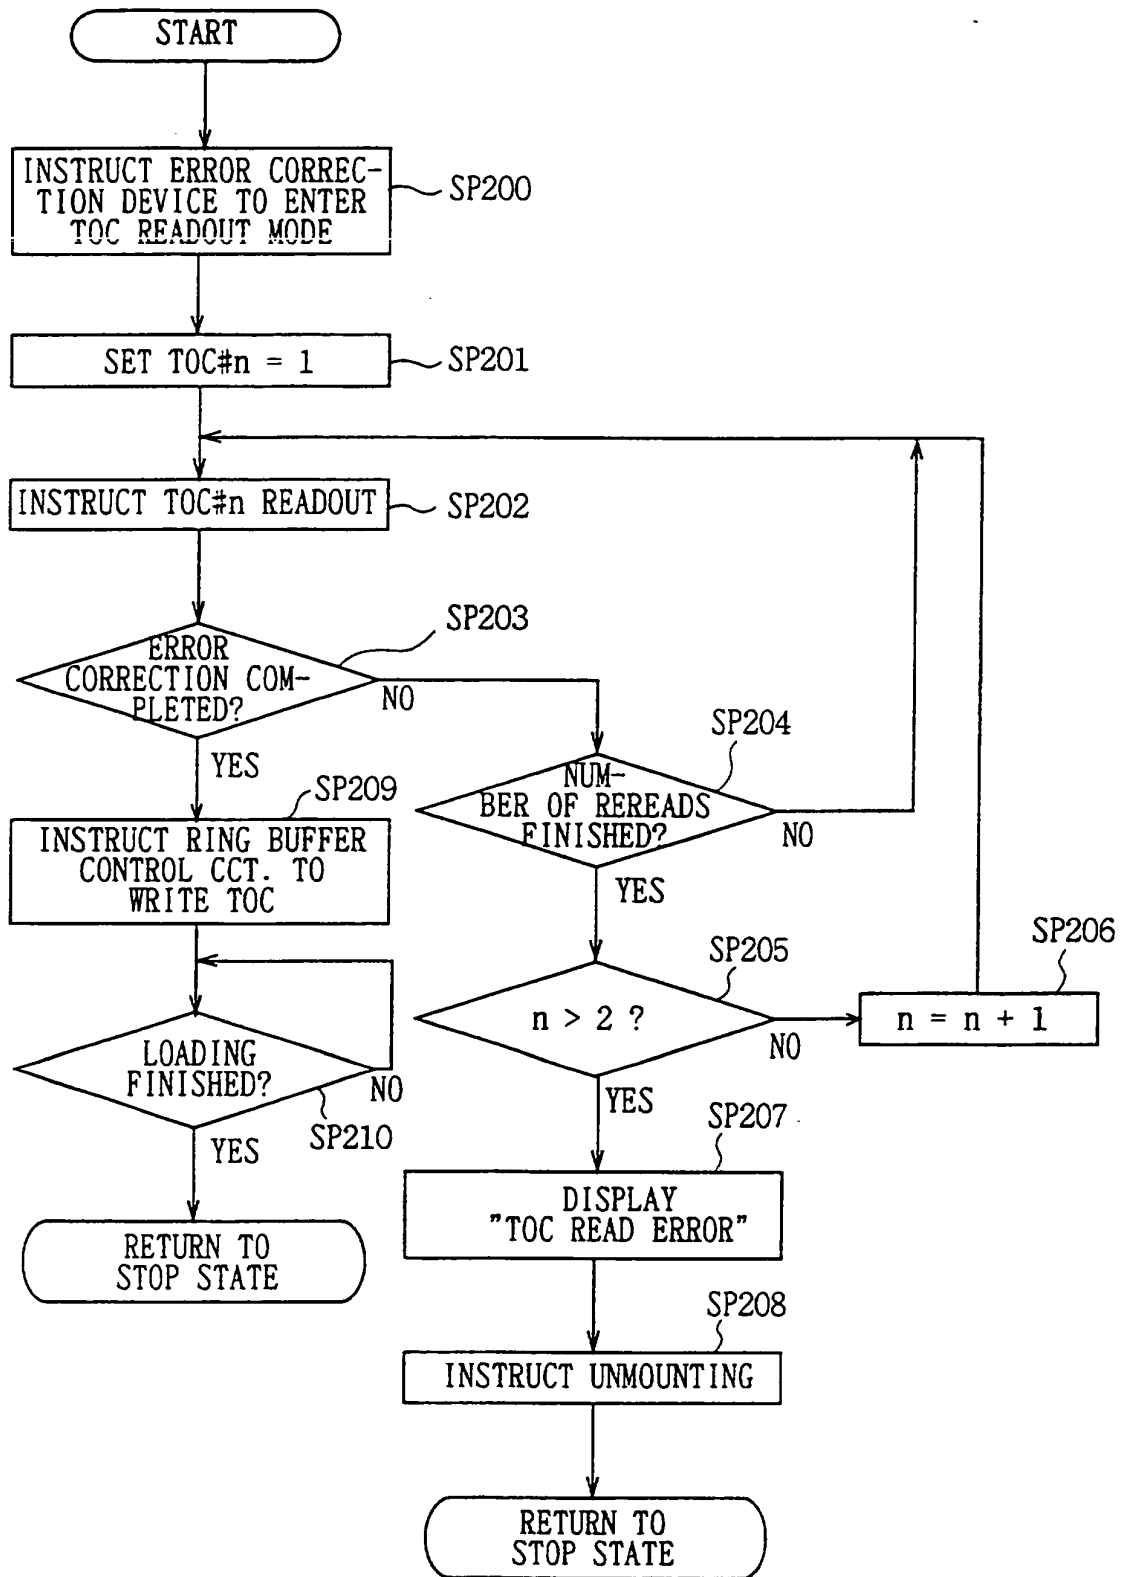 START
INSTRUCT ERROR CORREC-
TION DEVICE TO ENTER
TOC READOUT MODE
SP200
SET TOC#n = 1
SP201
INSTRUCT TOC#n READOUT
SP202
ERROR
CORRECTION COM-
PLETED?
SP203
NO
YES
SP204
NUM-
BER OF REREADS
FINISHED?
NO
YES
SP209
INSTRUCT RING BUFFER
CONTROL CCT. TO
WRITE TOC
SP205
n > 2 ?
NO
YES
SP206
n = n + 1
LOADING
FINISHED?
NO
SP210
YES
SP207
DISPLAY
"TOC READ ERROR"
RETURN TO
STOP STATE
SP208
INSTRUCT UNMOUNTING
RETURN TO
STOP STATE